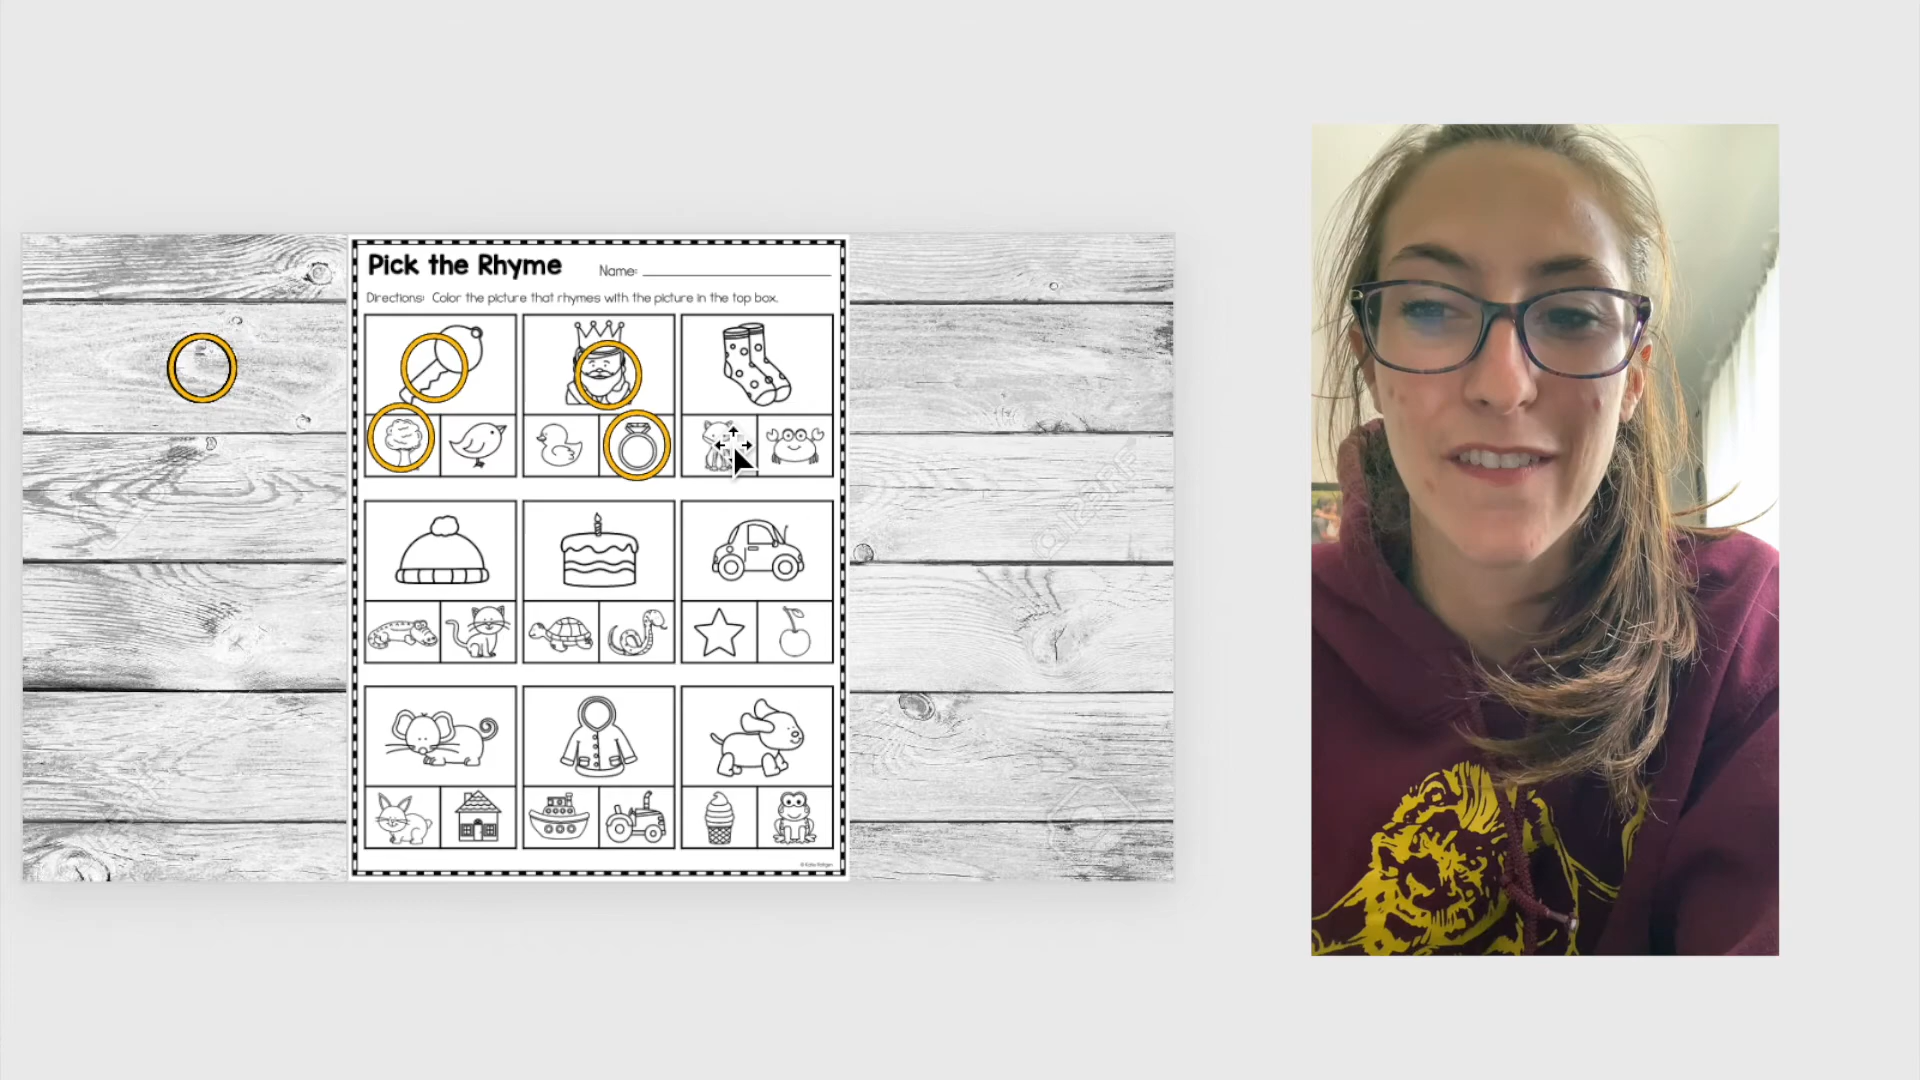 Pick the Rhyme
Name:
Directions: Color the picture that rhymes with the picture in the top box.